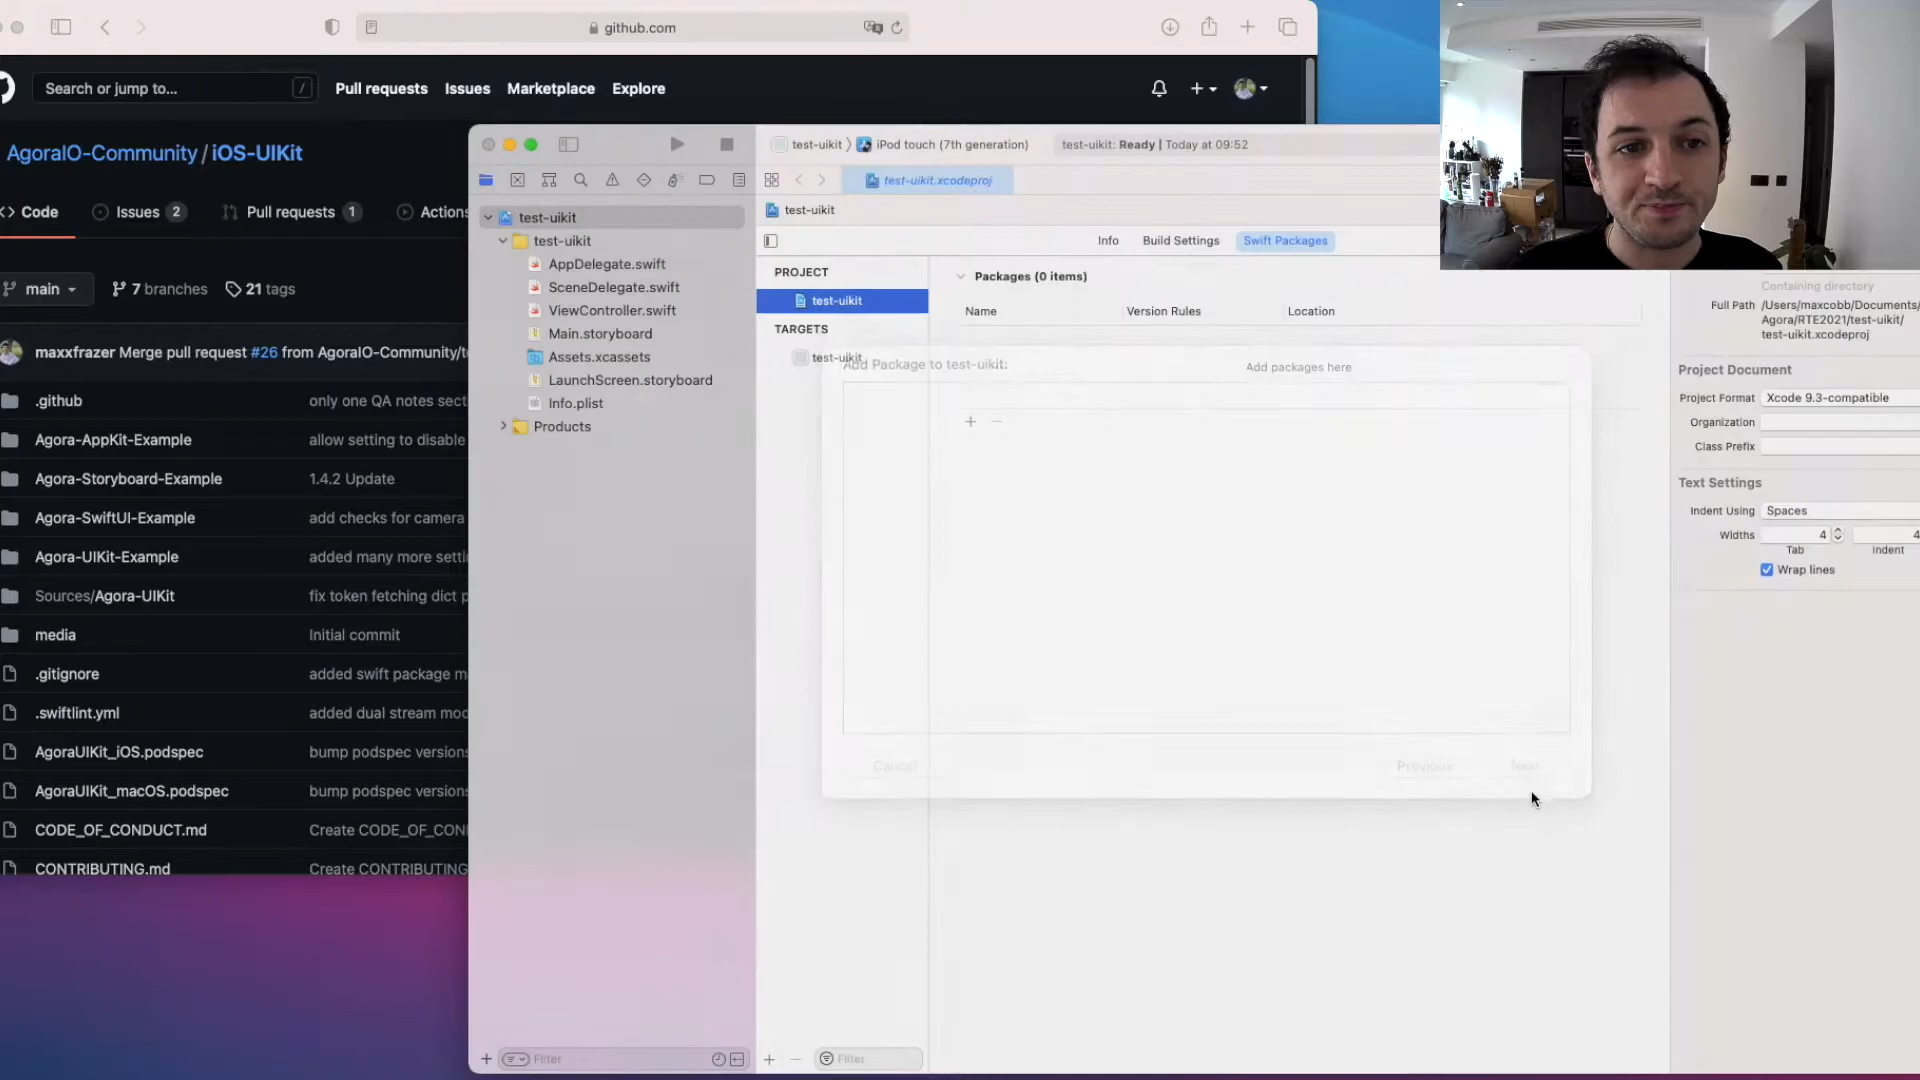 github.com
Search or jump to...
/
Pull requests
Issues
Marketplace
Explore
AgoraIO-Community / iOS-UIKit
<> Code
Issues 2
Pull requests 1
Actions
main
7 branches
21 tags
maxxfrazer Merge pull request #26 from AgoraIO-Community/t
.github
only one QA notes sect
Agora-AppKit-Example
allow setting to disable
Agora-Storyboard-Example
1.4.2 Update
Agora-SwiftUI-Example
add checks for camera
Agora-UIKit-Example
added many more setti
Sources/Agora-UIKit
fix token fetching dict p
media
Initial commit
.gitignore
added swift package m
.swiftlint.yml
added dual stream mod
AgoraUIKit_iOS.podspec
bump podspec versions
AgoraUIKit_macOS.podspec
bump podspec versions
CODE_OF_CONDUCT.md
Create CODE_OF_CON
CONTRIBUTING.md
Create CONTRIBUTING
test-uikit
iPod touch (7th generation)
test-uikit: Ready | Today at 09:52
test-uikit.xcodeproj
test-uikit
test-uikit
test-uikit
AppDelegate.swift
SceneDelegate.swift
ViewController.swift
Main.storyboard
Assets.xcassets
LaunchScreen.storyboard
Info.plist
Products
Filter
Info
Build Settings
Swift Packages
PROJECT
test-uikit
TARGETS
test-uikit
Filter
Packages (0 items)
Name
Version Rules
Location
Add Package to test-uikit:
Add packages here
Cancel
Previous
Next
Containing directory
Full Path /Users/maxcobb/Documents/
Agora/RTE2021/test-uikit/
test-uikit.xcodeproj
Project Document
Project Format Xcode 9.3-compatible
Organization
Class Prefix
Text Settings
Indent Using Spaces
Widths 4 4
Tab Indent
Wrap lines